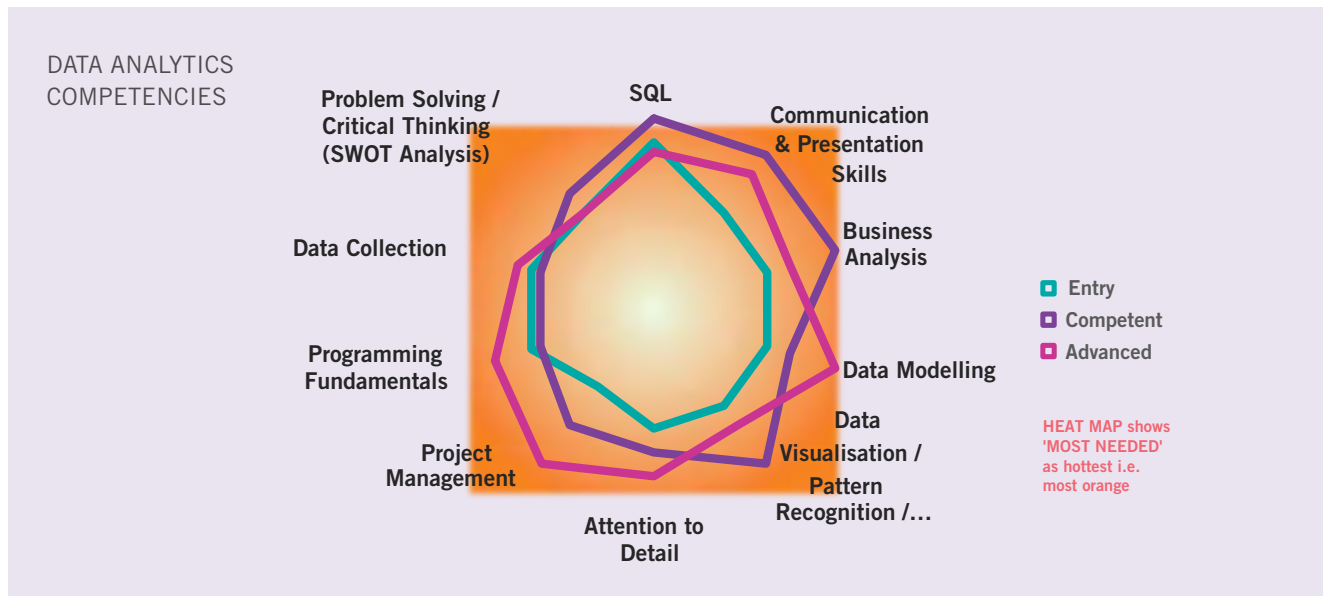 DATA ANALYTICS
COMPETENCIES
SQL
Communication
& Presentation
Skills
Business
Analysis
Data Modelling
Data
Visualisation /
Pattern
Recognition /...
Attention to
Detail
Project
Management
Programming
Fundamentals
Data Collection
Problem Solving /
Critical Thinking
(SWOT Analysis)
Entry
Competent
Advanced
HEAT MAP shows
'MOST NEEDED'
as hottest i.e.
most orange